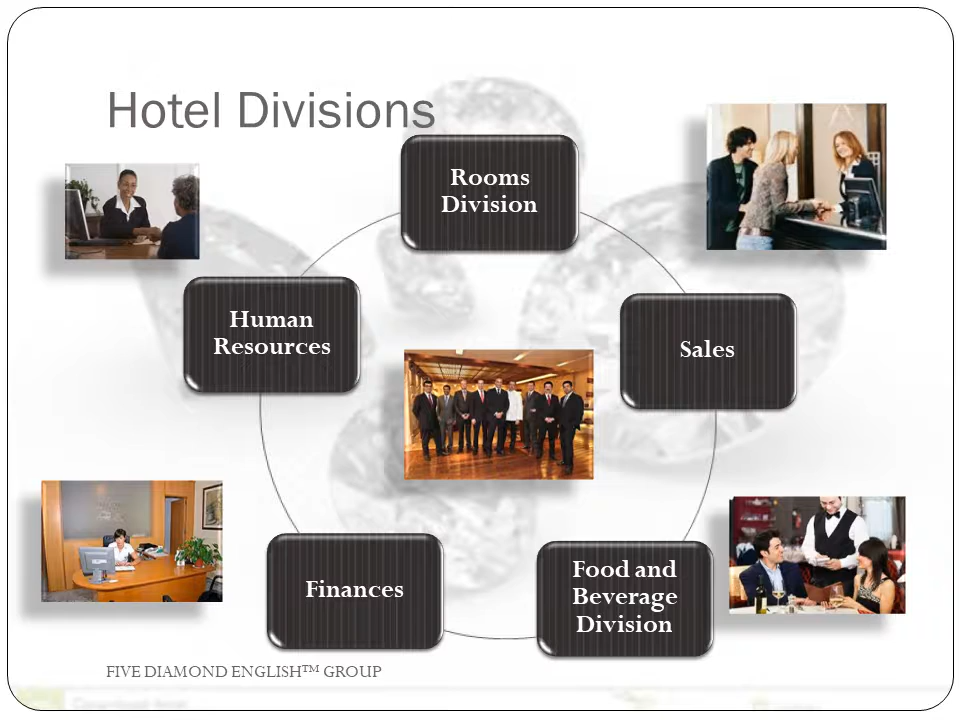 Hotel Divisions
Rooms
Division
Human
Resources
Sales
Finances
Food and
Beverage
Division
FIVE DIAMOND ENGLISH™ GROUP